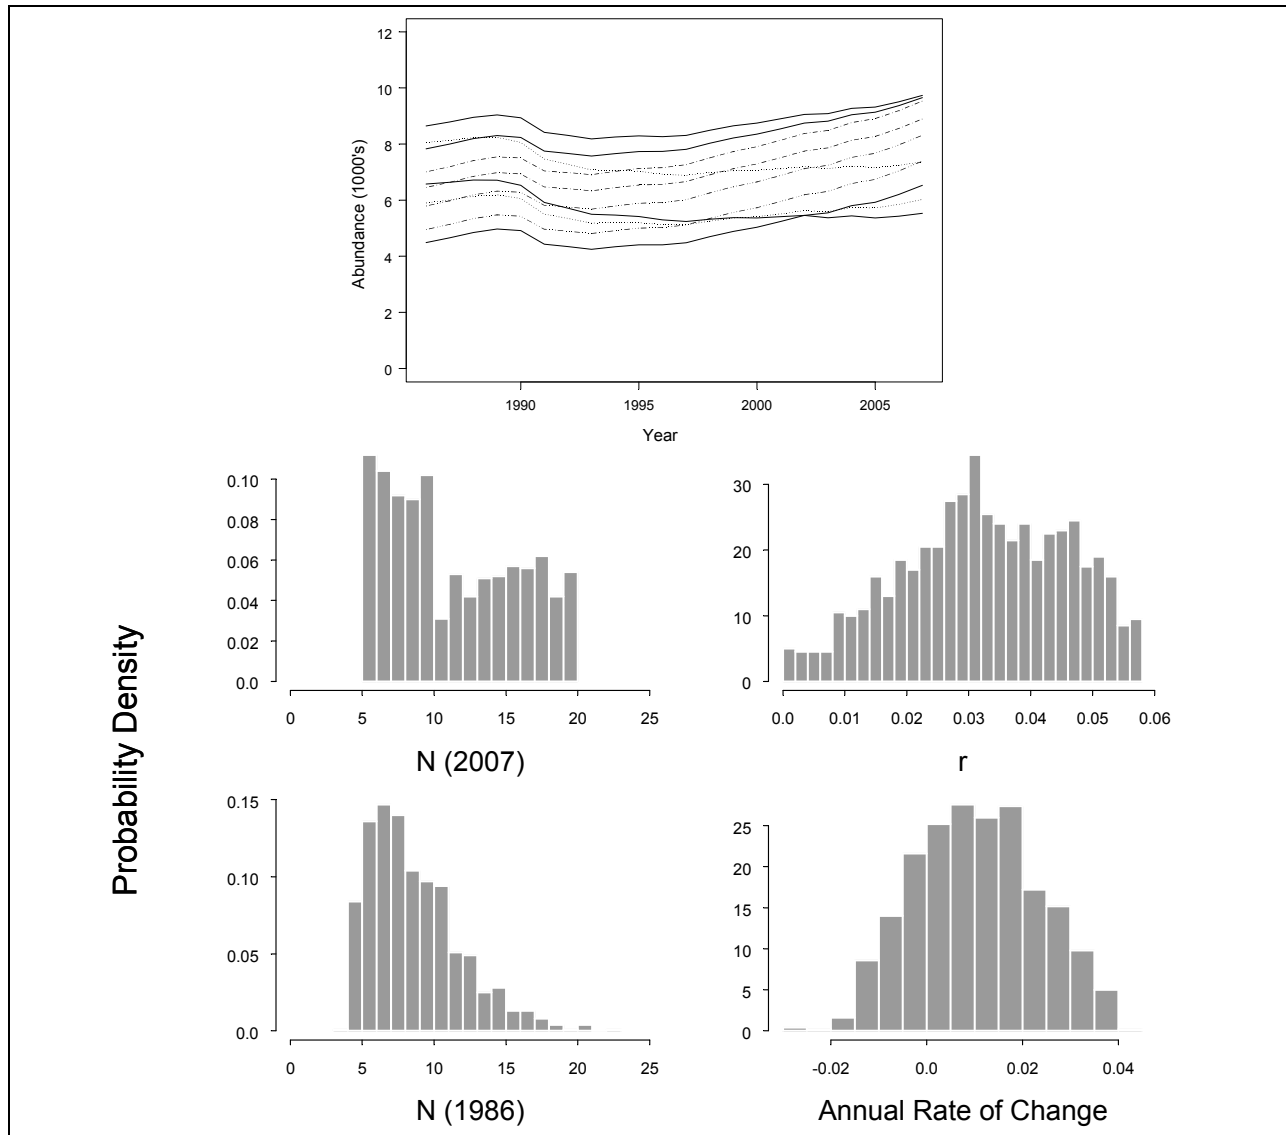 12
10
8
6
4
2
0
Abundance (1000's)
1990 1995 2000 2005
Year
Probability Density
0.10
0.08
0.06
0.04
0.02
0.0
0 5 10 15 20 25
N (2007)
30
20
10
0
0.0 0.01 0.02 0.03 0.04 0.05 0.06
r
0.15
0.10
0.05
0.0
0 5 10 15 20 25
N (1986)
25
20
15
10
5
0
-0.02 0.0 0.02 0.04
Annual Rate of Change